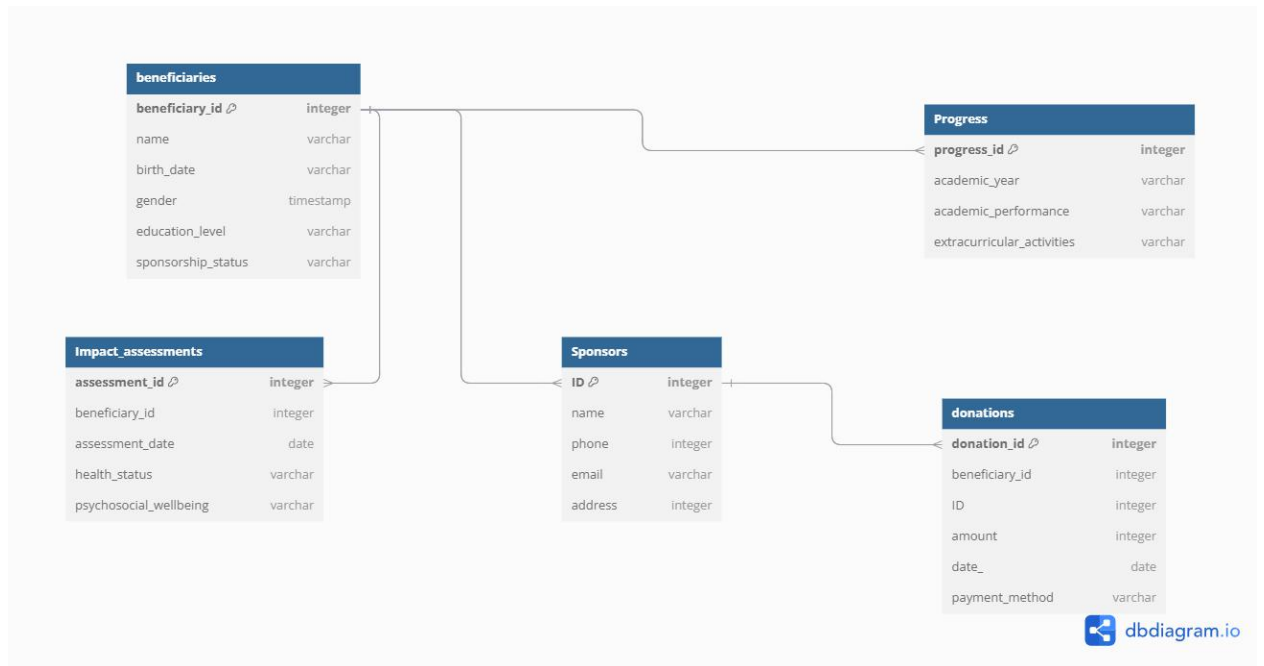 beneficiaries
beneficiary_id integer
name varchar
birth_date varchar
gender timestamp
education_level varchar
sponsorship_status varchar
Progress
progress_id integer
academic_year varchar
academic_performance varchar
extracurricular_activities varchar
Impact_assessments
assessment_id integer
beneficiary_id integer
assessment_date date
health_status varchar
psychosocial_wellbeing varchar
Sponsors
ID integer
name varchar
phone integer
email varchar
address integer
donations
donation_id integer
beneficiary_id integer
ID integer
amount integer
date_ date
payment_method varchar
dbdiagram.io